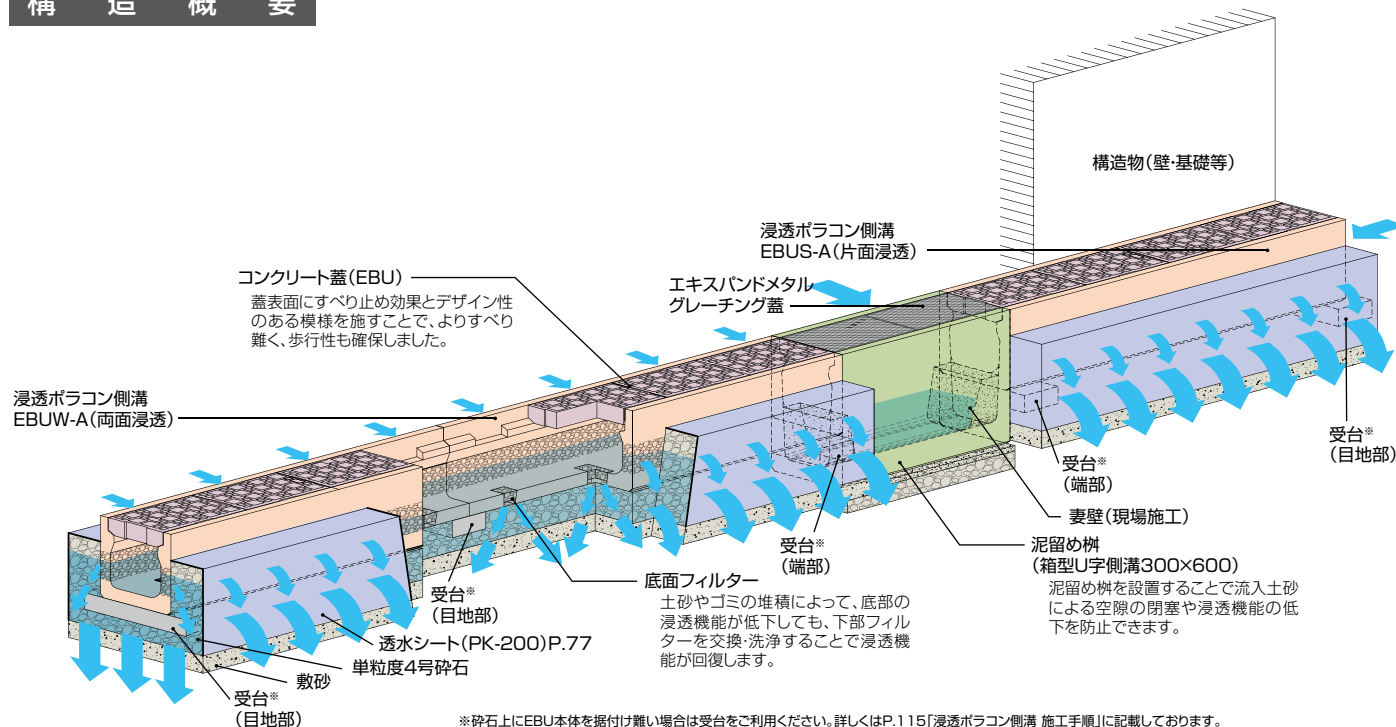 構造概要
構造物(壁・基礎等)
浸透ポラコン側溝
EBUS-A(片面浸透)
エキスパンドメタル
グレーチング蓋
コンクリート蓋(EBU)
蓋表面にすべり止め効果とデザイン性
のある模様を施すことで、よりすべり
難く、歩行性も確保しました。
浸透ポラコン側溝
EBUW-A(両面浸透)
受台※
(目地部)
受台※
(端部)
妻壁(現場施工)
泥留め桝
(箱型U字側溝300×600)
泥留め桝を設置することで流入土砂
による空隙の閉塞や浸透機能の低
下を防止できます。
受台※
(端部)
底面フィルター
土砂やゴミの堆積によって、底部の
浸透機能が低下しても、下部フィル
ターを交換・洗浄することで浸透機
能が回復します。
受台※
(目地部)
透水シート(PK-200)P.77
単粒度4号砕石
敷砂
受台※
(目地部)
※砕石上にEBU本体を据付け難い場合は受台をご利用ください。詳しくはP.115「浸透ポラコン側溝 施工手順」に記載しております。